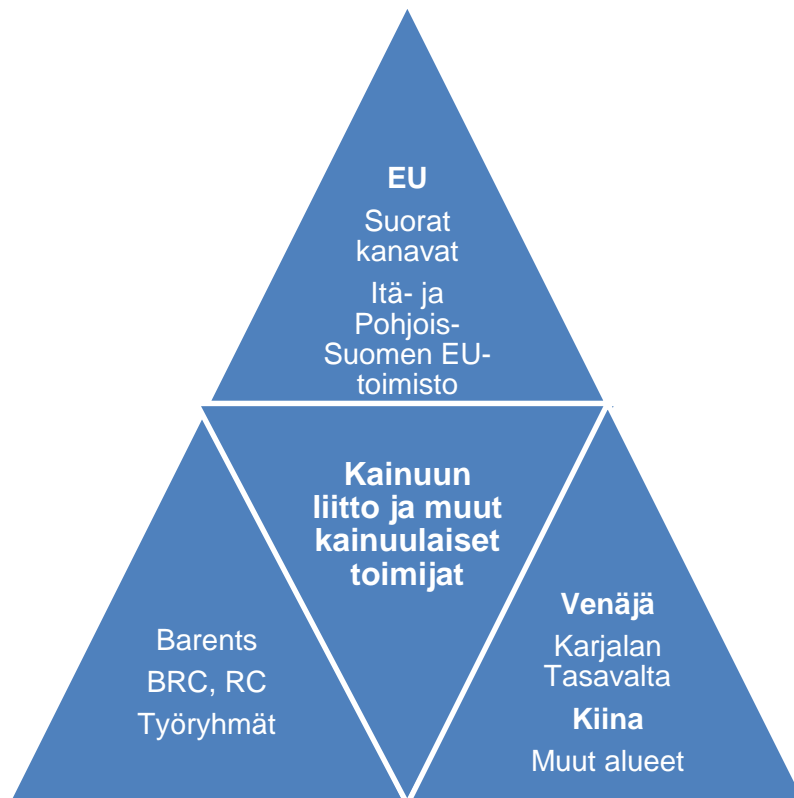 EU
Suorat
kanavat
Itä- ja
Pohjois-
Suomen EU-
toimisto
Kainuun
liitto ja muut
kainuulaiset
toimijat
Barents
BRC, RC
Työryhmät
Venäjä
Karjalan
Tasavalta
Kiina
Muut alueet